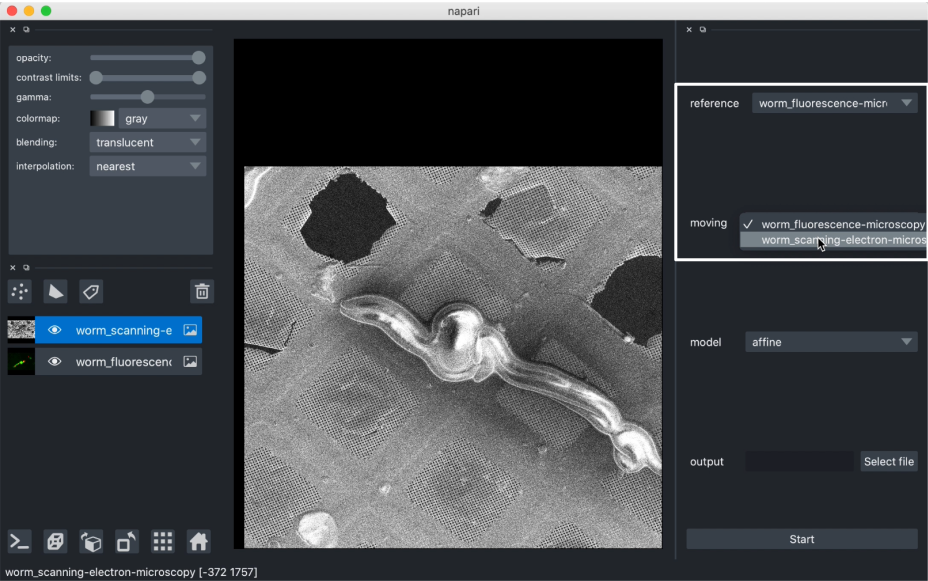 napari
opacity:
contrast limits:
gamma:
colormap: gray
blending: translucent
interpolation: nearest
worm_scanning-e
worm_fluorescenc
reference worm_fluorescence-micr
moving ✓ worm_fluorescence-microscopy
worm_scanning-electron-micros
model affine
output Select file
Start
worm_scanning-electron-microscopy [-372 1757]